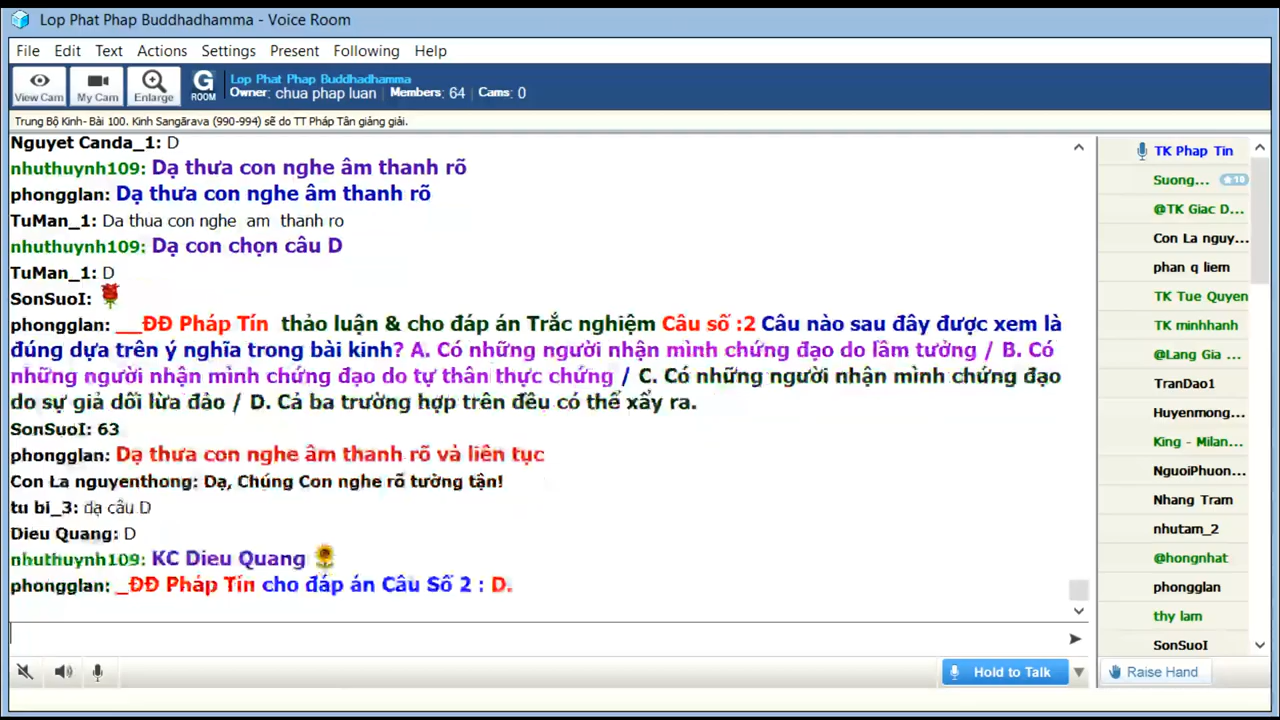 Lop Phat Phap Buddhadhamma - Voice Room
File Edit Text Actions Settings Present Following Help
View Cam My Cam Enlarge G ROOM
Lop Phat Phap Buddhadhamma
Owner: chua phap luan | Members: 64 | Cams: 0
Trung Bộ Kinh- Bài 100. Kinh Sangārava (990-994) sẽ do TT Pháp Tân giảng giải.
Nguyet Canda_1: D
nhuthuynh109: Dạ thưa con nghe âm thanh rõ
phongglan: Dạ thưa con nghe âm thanh rõ
TuMan_1: Da thua con nghe am thanh ro
nhuthuynh109: Dạ con chọn câu D
TuMan_1: D
SonSuoI:
phongglan: ___ĐĐ Pháp Tín thảo luận & cho đáp án Trắc nghiệm Câu số :2 Câu nào sau đây được xem là
đúng dựa trên ý nghĩa trong bài kinh? A. Có những người nhận mình chứng đạo do lầm tưởng / B. Có
những người nhận mình chứng đạo do tự thân thực chứng / C. Có những người nhận mình chứng đạo
do sự giả dối lừa đảo / D. Cả ba trường hợp trên đều có thể xẩy ra.
SonSuoI: 63
phongglan: Dạ thưa con nghe âm thanh rõ và liên tục
Con La nguyenthong: Dạ, Chúng Con nghe rõ tường tận!
tu bi_3: dạ câu D
Dieu Quang: D
nhuthuynh109: KC Dieu Quang
phongglan: _ĐĐ Pháp Tín cho đáp án Câu Số 2 : D.
Hold to Talk
TK Phap Tin
Suong... 10
@TK Giac D...
Con La nguy...
phan q liem
TK Tue Quyen
TK minhhanh
@Lang Gia ...
TranDao1
Huyenmong...
King - Milan...
NguoiPhuon...
Nhang Tram
nhutam_2
@hongnhat
phongglan
thy lam
SonSuoI
Raise Hand